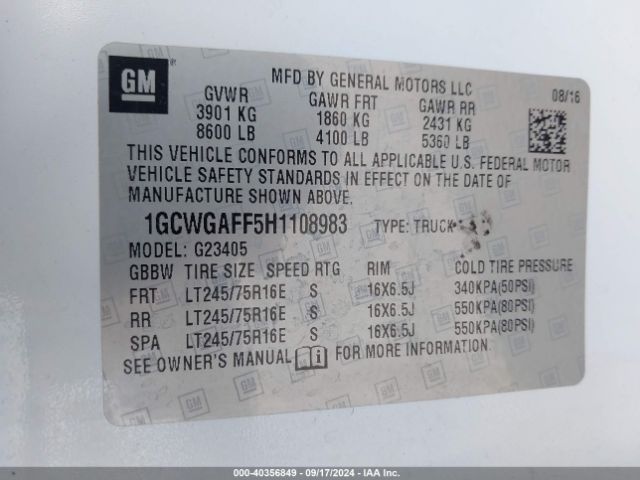 GM
MFD BY GENERAL MOTORS LLC
08/16
GVWR GAWR FRT GAWR RR
3901 KG 1860 KG 2431 KG
8600 LB 4100 LB 5360 LB
THIS VEHICLE CONFORMS TO ALL APPLICABLE U.S. FEDERAL MOTOR
VEHICLE SAFETY STANDARDS IN EFFECT ON THE DATE OF
MANUFACTURE SHOWN ABOVE.
1GCWGAFF5H1108983 TYPE: TRUCK
MODEL: G23405
GBBW TIRE SIZE SPEED RTG RIM COLD TIRE PRESSURE
FRT LT245/75R16E S 16X6.5J 340KPA(50PSI)
RR LT245/75R16E S 16X6.5J 550KPA(80PSI)
SPA LT245/75R16E S 16X6.5J 550KPA(80PSI)
SEE OWNER'S MANUAL FOR MORE INFORMATION.
000-40356849 - 09/17/2024 - IAA Inc.